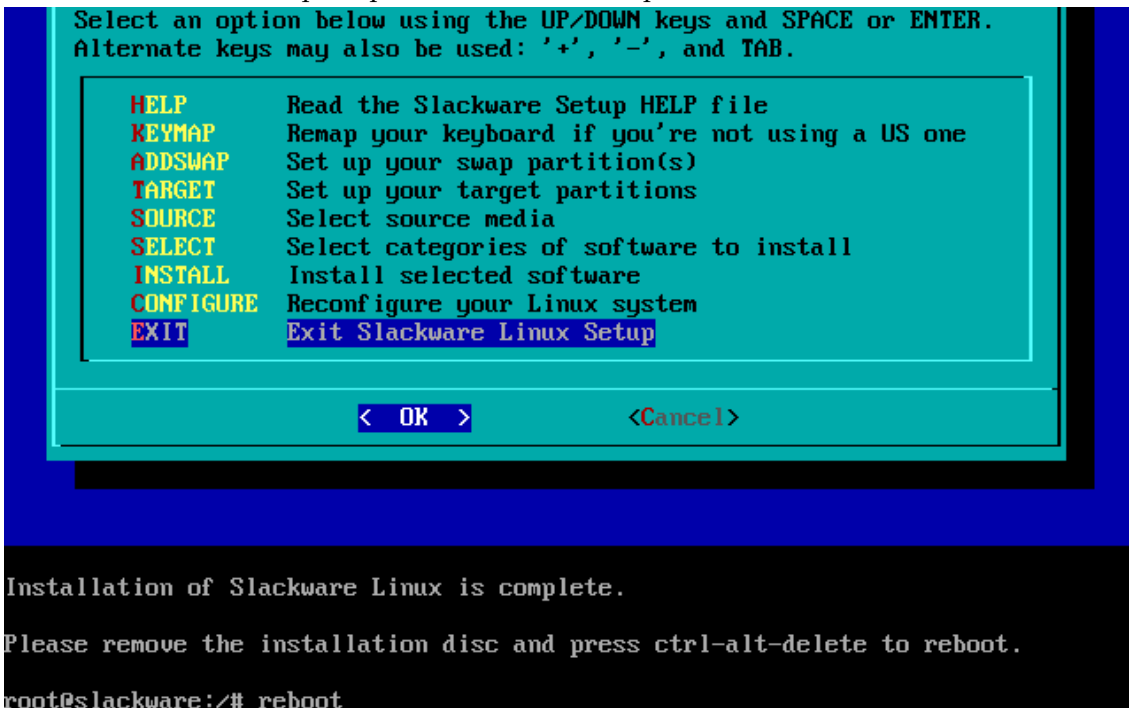 Select an option below using the UP/DOWN keys and SPACE or ENTER.
Alternate keys may also be used: '+', '-', and TAB.
HELP Read the Slackware Setup HELP file
KEYMAP Remap your keyboard if you're not using a US one
ADDSWAP Set up your swap partition(s)
TARGET Set up your target partitions
SOURCE Select source media
SELECT Select categories of software to install
INSTALL Install selected software
CONFIGURE Reconfigure your Linux system
EXIT Exit Slackware Linux Setup
< OK > <Cancel>
Installation of Slackware Linux is complete.
Please remove the installation disc and press ctrl-alt-delete to reboot.
root@slackware:/# reboot